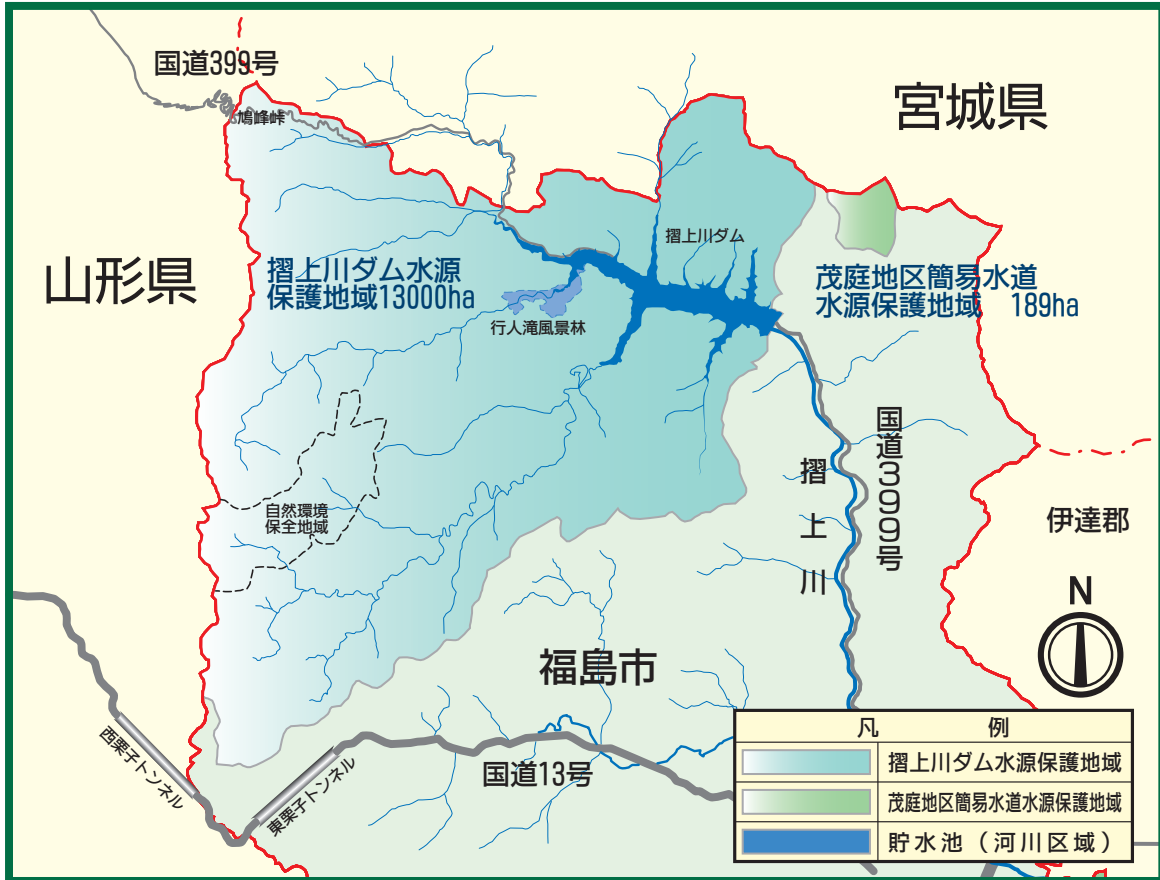 国道399号
鳩峰峠
宮城県
山形県
摺上川ダム水源
保護地域13000ha
摺上川ダム
行人滝風景林
茂庭地区簡易水道
水源保護地域 189ha
国道399号
摺上川
自然環境
保全地域
伊達郡
N
福島市
西栗子トンネル
東栗子トンネル
国道13号
凡例
摺上川ダム水源保護地域
茂庭地区簡易水道水源保護地域
貯水池（河川区域）